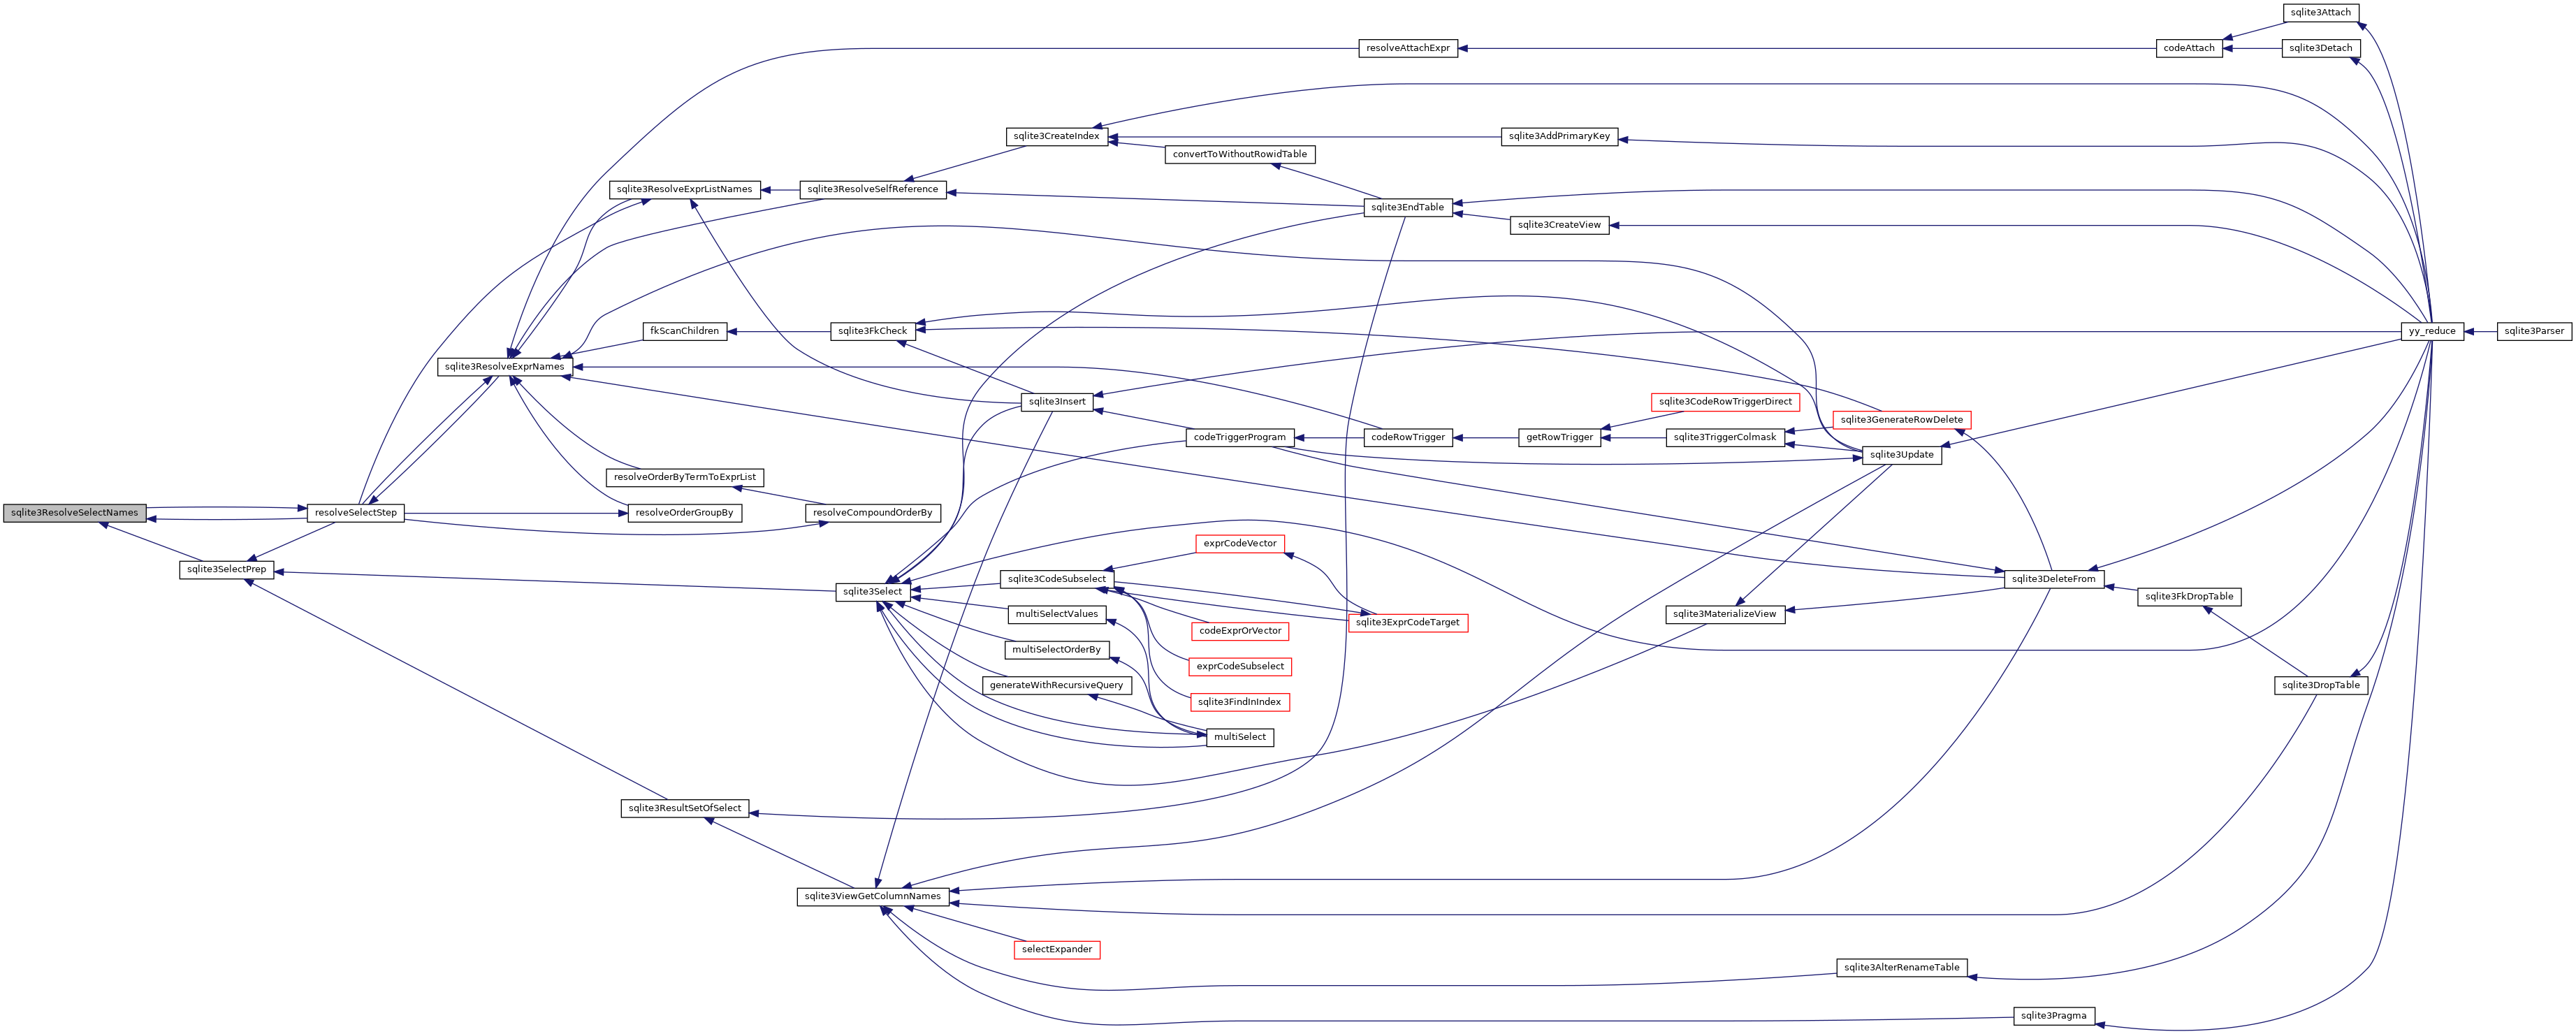 sqlite3Attach
resolveAttachExpr
codeAttach
sqlite3Detach
sqlite3CreateIndex
sqlite3AddPrimaryKey
convertToWithoutRowidTable
sqlite3ResolveExprListNames
sqlite3ResolveSelfReference
sqlite3EndTable
sqlite3CreateView
fkScanChildren
sqlite3FkCheck
yy_reduce
sqlite3Parser
sqlite3ResolveExprNames
sqlite3Insert
sqlite3CodeRowTriggerDirect
sqlite3GenerateRowDelete
codeTriggerProgram
codeRowTrigger
getRowTrigger
sqlite3TriggerColmask
sqlite3Update
resolveOrderByTermToExprList
sqlite3ResolveSelectNames
resolveSelectStep
resolveOrderGroupBy
resolveCompoundOrderBy
exprCodeVector
sqlite3SelectPrep
sqlite3CodeSubselect
sqlite3DeleteFrom
sqlite3Select
sqlite3FkDropTable
multiSelectValues
sqlite3MaterializeView
sqlite3ExprCodeTarget
codeExprOrVector
multiSelectOrderBy
exprCodeSubselect
generateWithRecursiveQuery
sqlite3DropTable
sqlite3FindInIndex
multiSelect
sqlite3ResultSetOfSelect
sqlite3ViewGetColumnNames
selectExpander
sqlite3AlterRenameTable
sqlite3Pragma